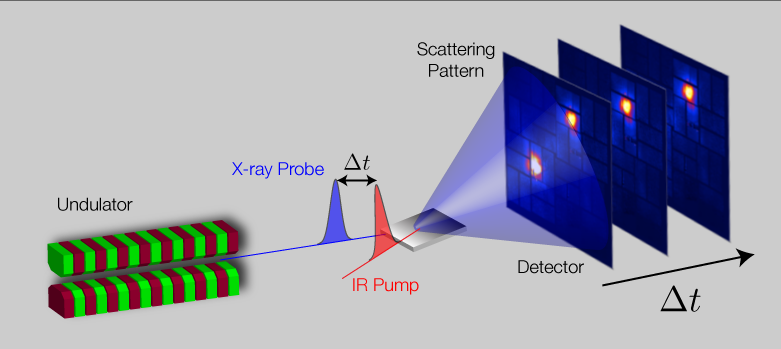 Scattering
Pattern
X-ray Probe
Δt
Undulator
IR Pump
Detector
Δt